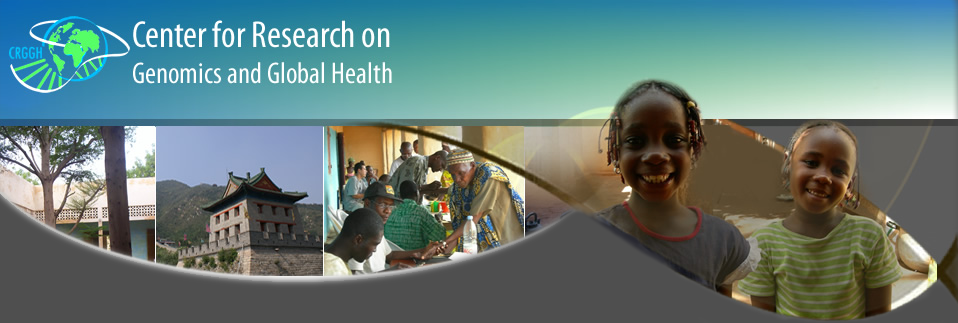 CRGGH
Center for Research on
Genomics and Global Health